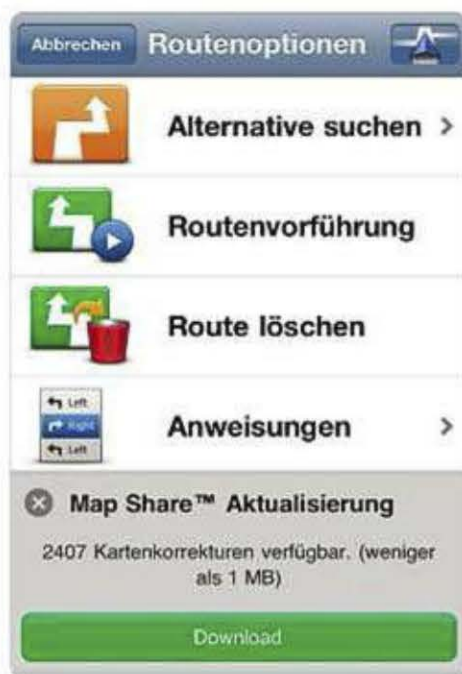 Abbrechen Routenoptionen
Alternative suchen
Routenvorführung
Route löschen
Left
Right
Left
Anweisungen
Map Share™ Aktualisierung
2407 Kartenkorrekturen verfügbar. (weniger
als 1 MB)
Download